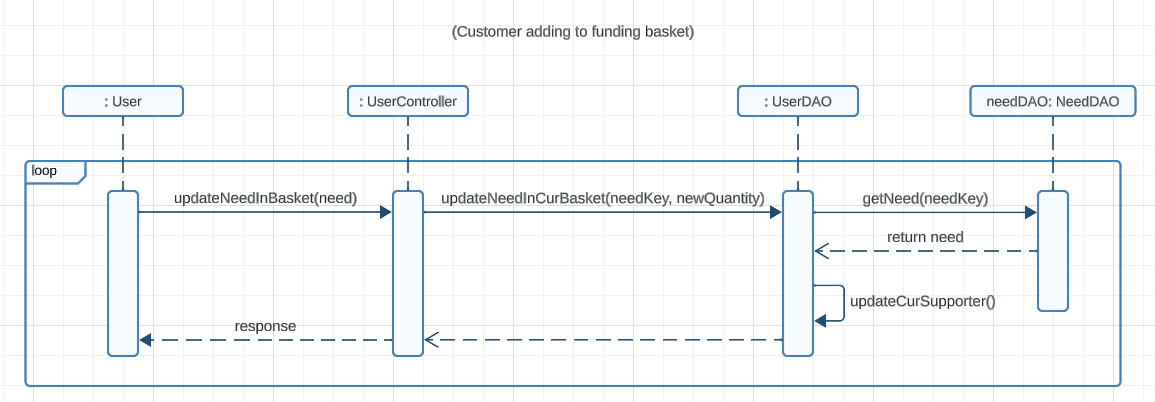 (Customer adding to funding basket)
: User
: UserController
: UserDAO
needDAO: NeedDAO
loop
updateNeedInBasket(need)
updateNeedInCurBasket(needKey, newQuantity)
getNeed(needKey)
return need
updateCurSupporter()
response